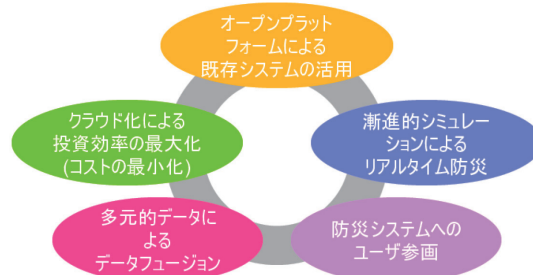 オープンプラット
フォームによる
既存システムの活用
クラウド化による
投資効率の最大化
(コストの最小化)
漸進的シミュレー
ションによる
リアルタイム防災
多元的データに
よる
データフュージョン
防災システムへの
ユーザ参画